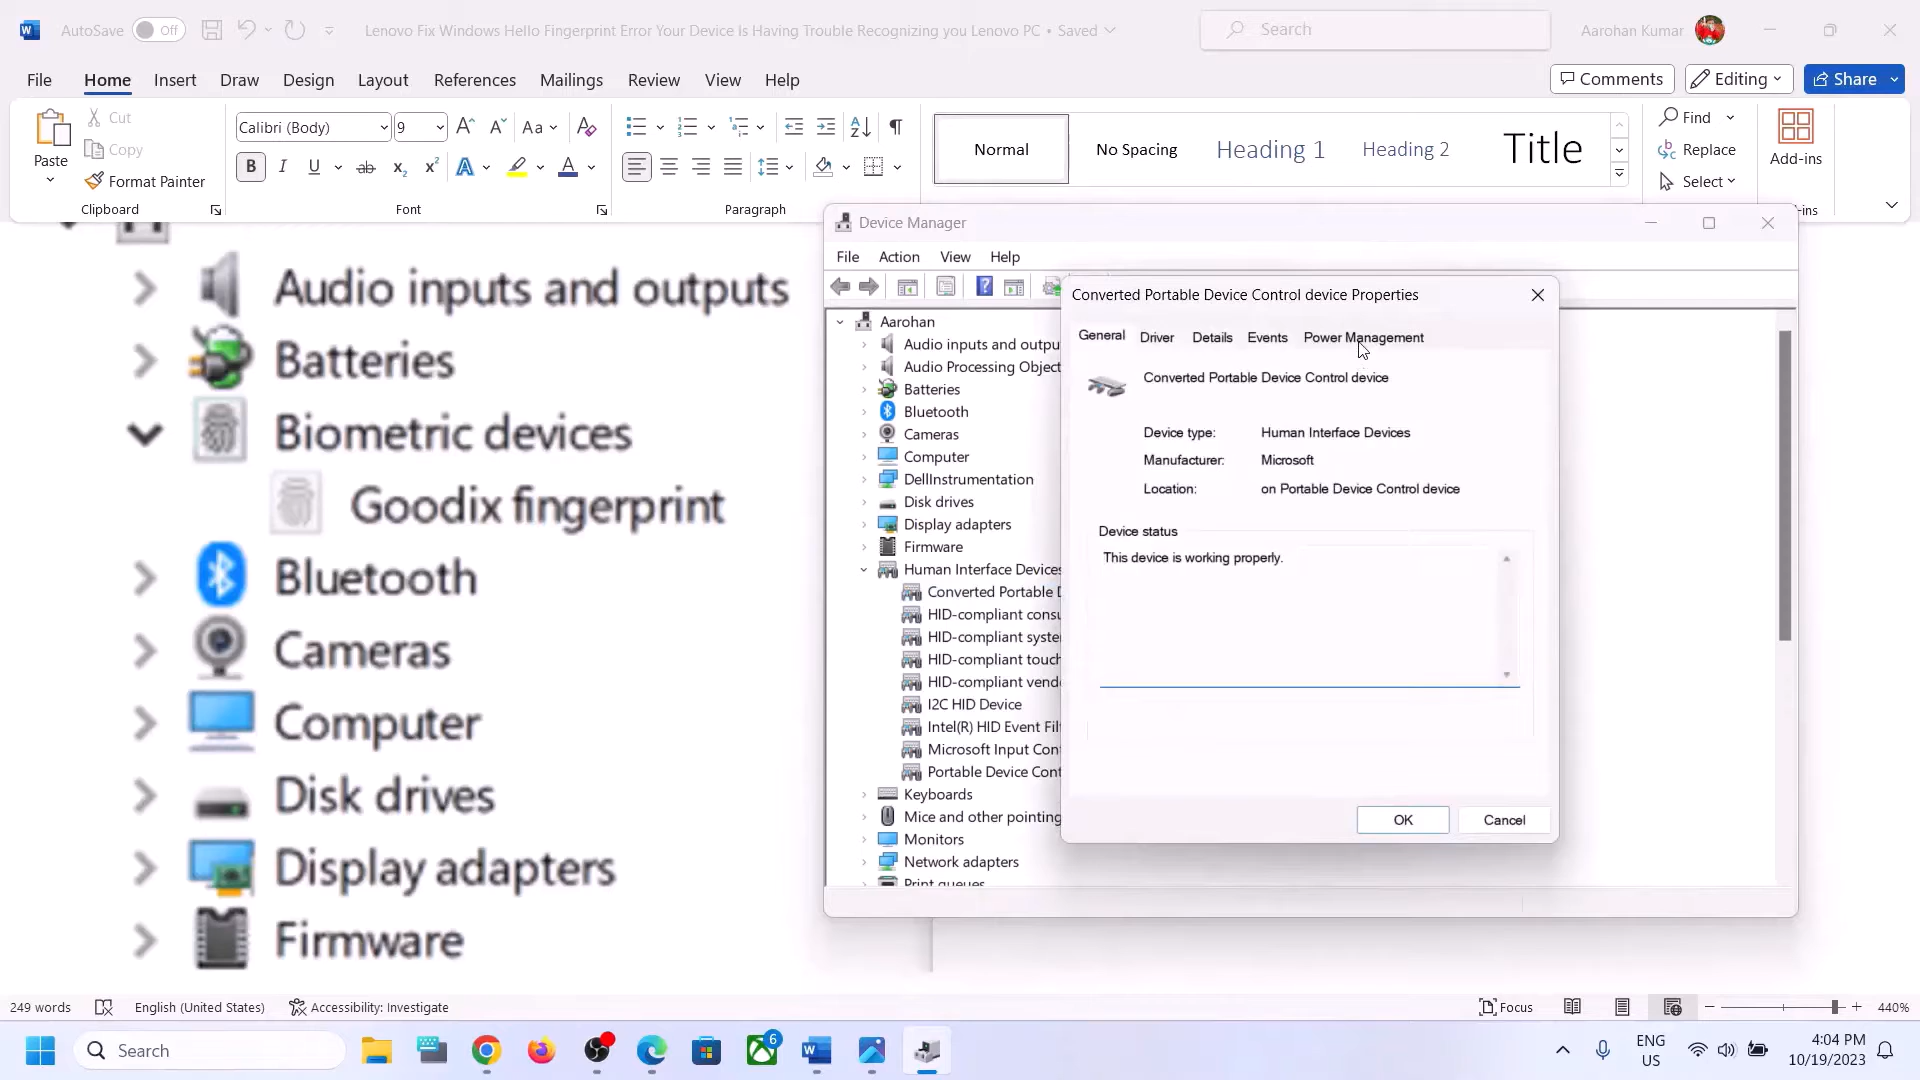 AutoSave Off
Lenovo Fix Windows Hello Fingerprint Error Your Device Is Having Trouble Recognizing you Lenovo PC • Saved
Search
Aarohan Kumar
File Home Insert Draw Design Layout References Mailings Review View Help
Comments Editing Share
Paste
Cut
Copy
Format Painter
Clipboard
Calibri (Body) 9
Font
Paragraph
Normal No Spacing Heading 1 Heading 2 Title
Find
Replace
Select
Add-ins
-ins
Audio inputs and outputs
Batteries
Biometric devices
Goodix fingerprint
Bluetooth
Cameras
Computer
Disk drives
Display adapters
Firmware
Device Manager
File Action View Help
Aarohan
Audio inputs and outpu
Audio Processing Object
Batteries
Bluetooth
Cameras
Computer
DellInstrumentation
Disk drives
Display adapters
Firmware
Human Interface Devices
Converted Portable D
HID-compliant consu
HID-compliant syste
HID-compliant touch
HID-compliant vend
I2C HID Device
Intel(R) HID Event Filt
Microsoft Input Con
Portable Device Cont
Keyboards
Mice and other pointing
Monitors
Network adapters
Print queues
Converted Portable Device Control device Properties
General Driver Details Events Power Management
Converted Portable Device Control device
Device type: Human Interface Devices
Manufacturer: Microsoft
Location: on Portable Device Control device
Device status
This device is working properly.
OK Cancel
249 words English (United States) Accessibility: Investigate
Focus 440%
Search
6
ENG
US
4:04 PM
10/19/2023